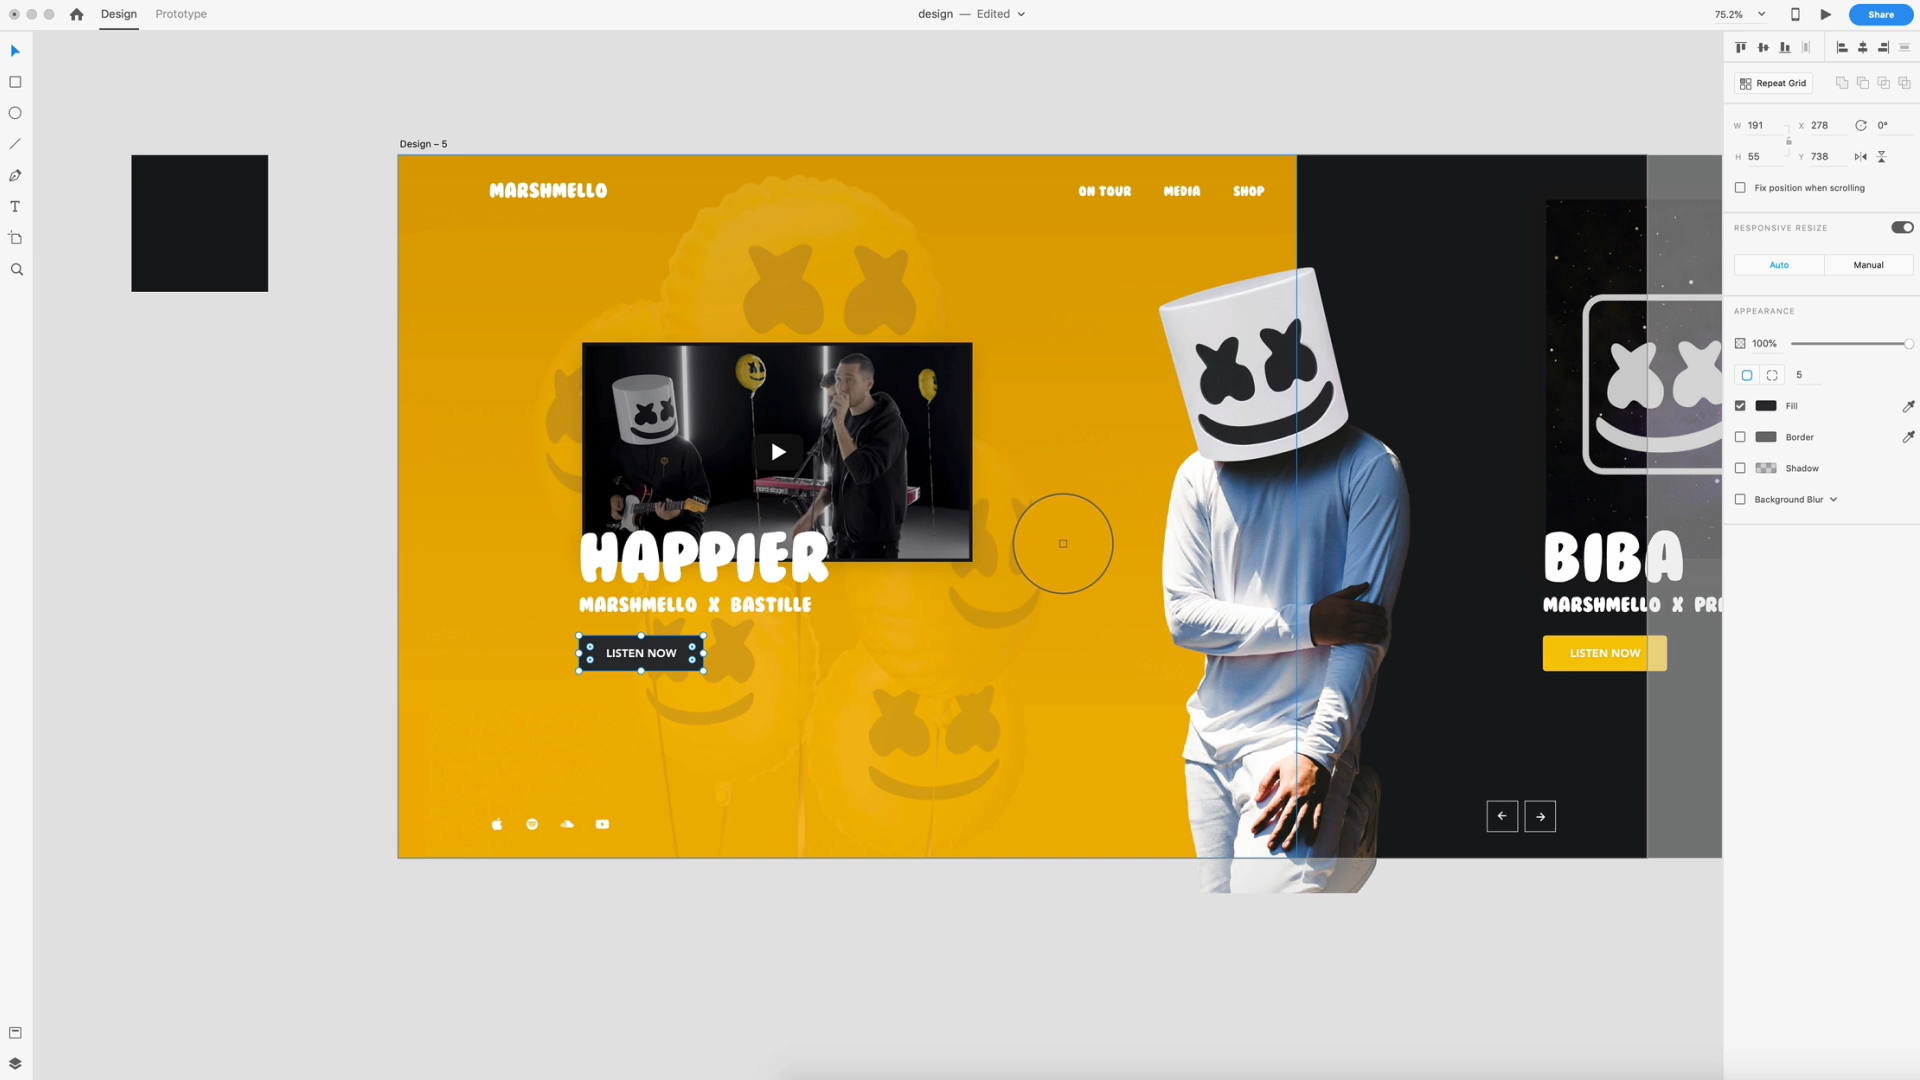 Design Prototype
design — Edited
75.2%
Share
Repeat Grid
W 191 X 278 0°
H 55 Y 738
Fix position when scrolling
RESPONSIVE RESIZE
Auto Manual
APPEARANCE
100%
5
Fill
Border
Shadow
Background Blur
Design – 5
MARSHMELLO
ON TOUR MEDIA SHOP
HAPPIER
MARSHMELLO X BASTILLE
LISTEN NOW
BIBA
MARSHMELLO X PRI
LISTEN NOW